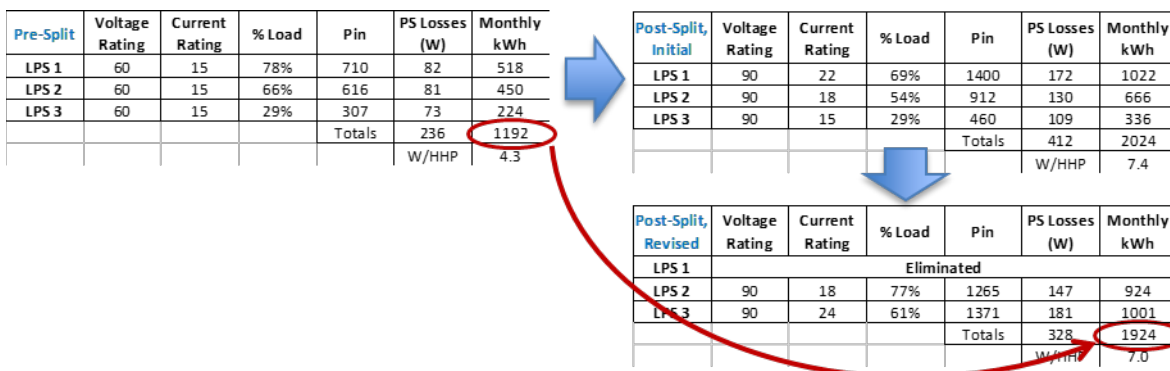 Pre-Split Voltage Rating Current Rating % Load Pin PS Losses (W) Monthly kWh
LPS 1 60 15 78% 710 82 518
LPS 2 60 15 66% 616 81 450
LPS 3 60 15 29% 307 73 224
Totals 236 1192
W/HHP 4.3
Post-Split, Initial Voltage Rating Current Rating % Load Pin PS Losses (W) Monthly kWh
LPS 1 90 22 69% 1400 172 1022
LPS 2 90 18 54% 912 130 666
LPS 3 90 15 29% 460 109 336
Totals 412 2024
W/HHP 7.4
Post-Split, Revised Voltage Rating Current Rating % Load Pin PS Losses (W) Monthly kWh
LPS 1 Eliminated
LPS 2 90 18 77% 1265 147 924
LPS 3 90 24 61% 1371 181 1001
Totals 328 1924
W/HHP 7.0